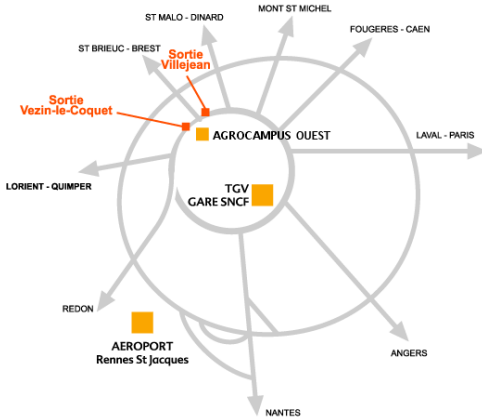 MONT ST MICHEL
ST MALO - DINARD
FOUGERES - CAEN
ST BRIEUC - BREST
Sortie
Villejean
Sortie
Vezin-le-Coquet
AGROCAMPUS OUEST
LAVAL - PARIS
LORIENT - QUIMPER
TGV
GARE SNCF
REDON
AEROPORT
Rennes St Jacques
ANGERS
NANTES